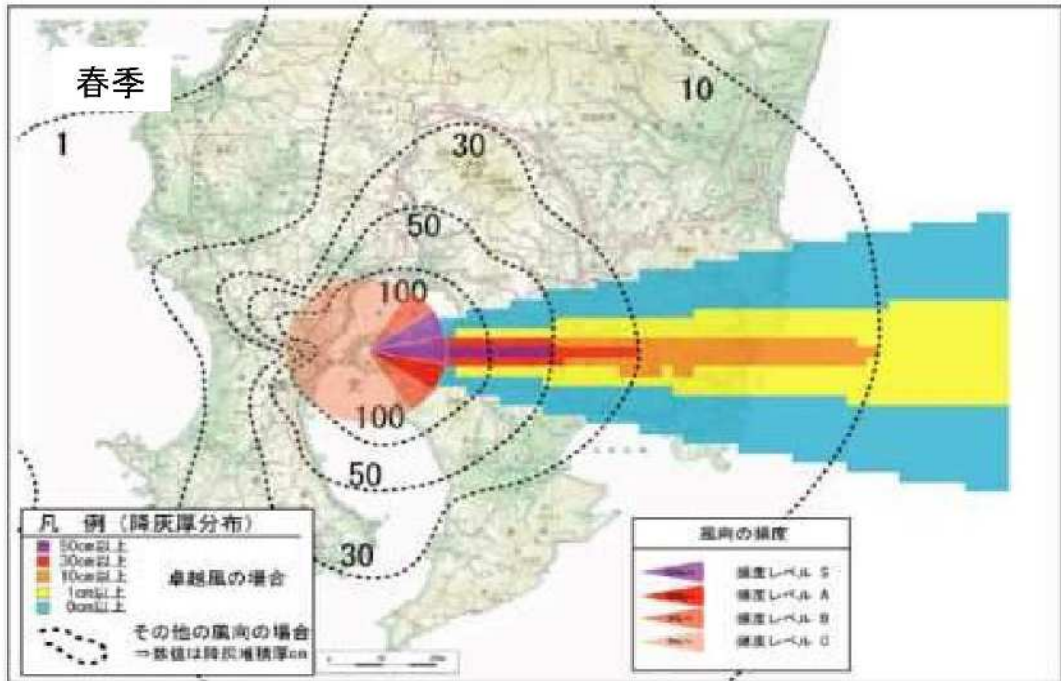 春季
1
10
30
50
100
100
50
30
凡 例 (降灰厚分布)
50cm以上
30cm以上
10cm以上
1cm以上
0cm以上
卓越風の場合
その他の風向の場合
⇒数値は降灰堆積厚cm
風向の頻度
頻度レベル S
頻度レベル A
頻度レベル B
頻度レベル C